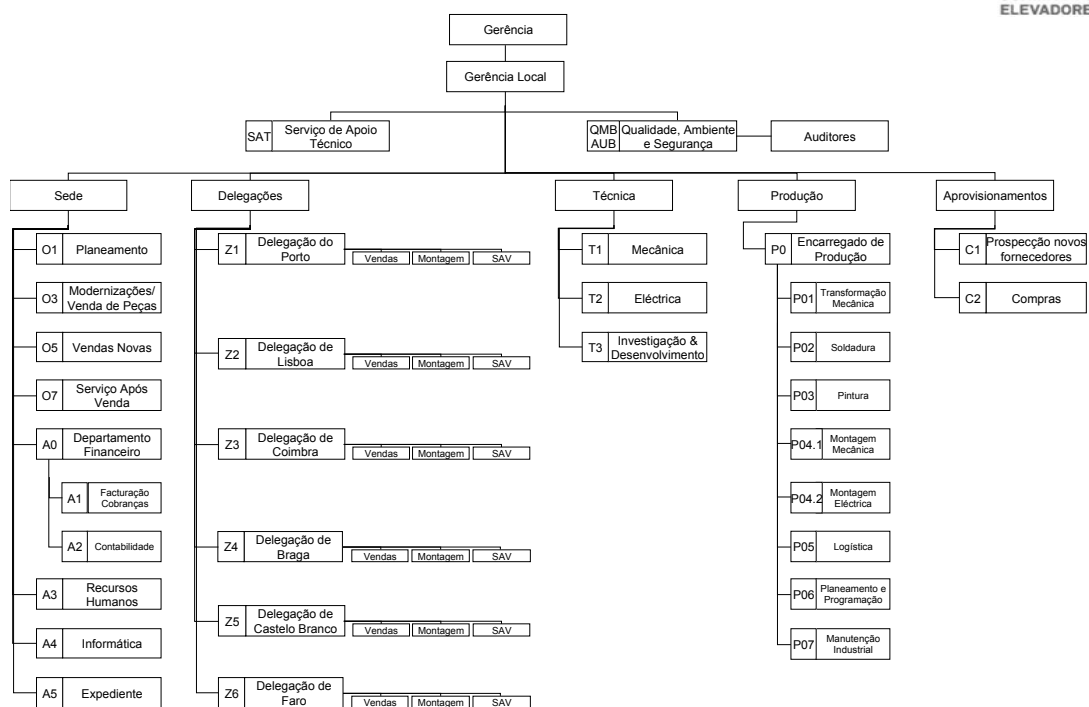 ELEVADORE
Gerência
Gerência Local
SAT
Serviço de Apoio
Técnico
QMB
AUB
Qualidade, Ambiente
e Segurança
Auditores
Sede
Delegações
Técnica
Produção
Aprovisionamentos
O1
Planeamento
O3
Modernizações/
Venda de Peças
O5
Vendas Novas
O7
Serviço Após
Venda
A0
Departamento
Financeiro
A1
Facturação
Cobranças
A2
Contabilidade
A3
Recursos
Humanos
A4
Informática
A5
Expediente
Z1
Delegação do
Porto
Vendas
Montagem
SAV
Z2
Delegação de
Lisboa
Vendas
Montagem
SAV
Z3
Delegação de
Coimbra
Vendas
Montagem
SAV
Z4
Delegação de
Braga
Vendas
Montagem
SAV
Z5
Delegação de
Castelo Branco
Vendas
Montagem
SAV
Z6
Delegação de
Faro
Vendas
Montagem
SAV
T1
Mecânica
T2
Eléctrica
T3
Investigação &
Desenvolvimento
P0
Encarregado de
Produção
P01
Transformação
Mecânica
P02
Soldadura
P03
Pintura
P04.1
Montagem
Mecânica
P04.2
Montagem
Eléctrica
P05
Logística
P06
Planeamento e
Programação
P07
Manutenção
Industrial
C1
Prospecção novos
fornecedores
C2
Compras